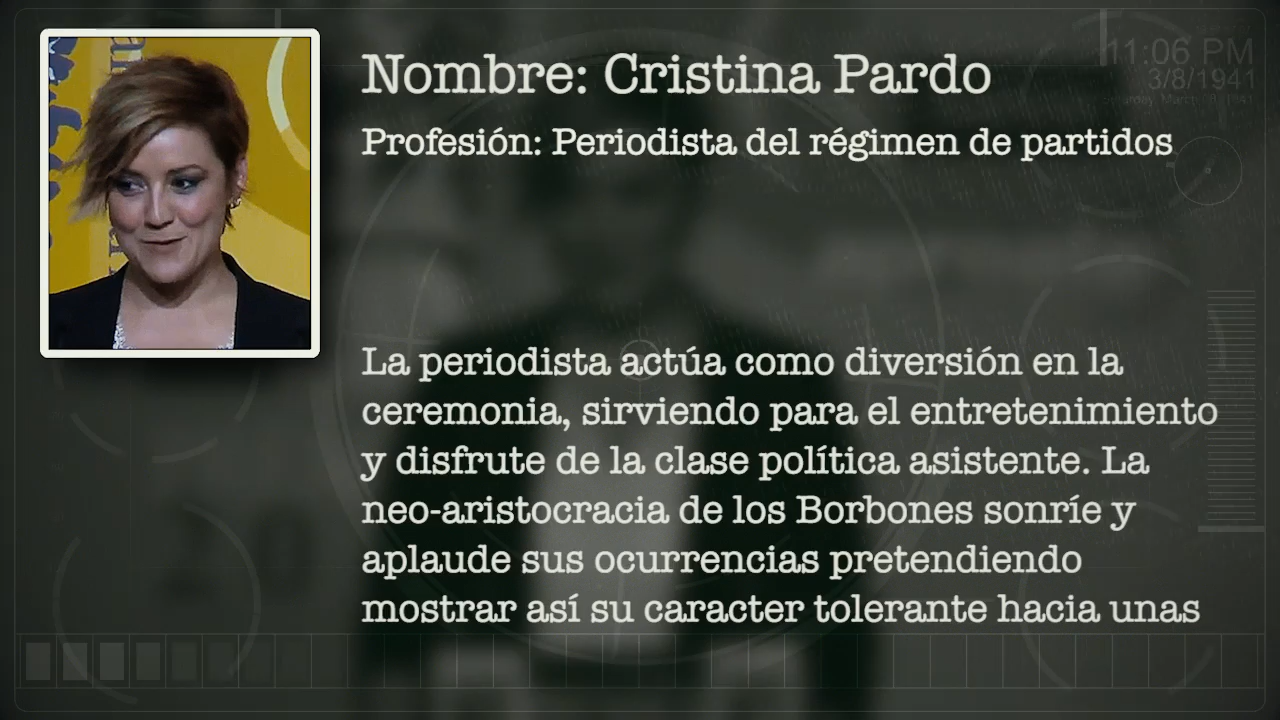 Nombre: Cristina Pardo
Profesión: Periodista del régimen de partidos
11:06 PM
3/8/1941
La periodista actúa como diversión en la
ceremonia, sirviendo para el entretenimiento
y disfrute de la clase política asistente. La
neo-aristocracia de los Borbones sonríe y
aplaude sus ocurrencias pretendiendo
mostrar así su caracter tolerante hacia unas